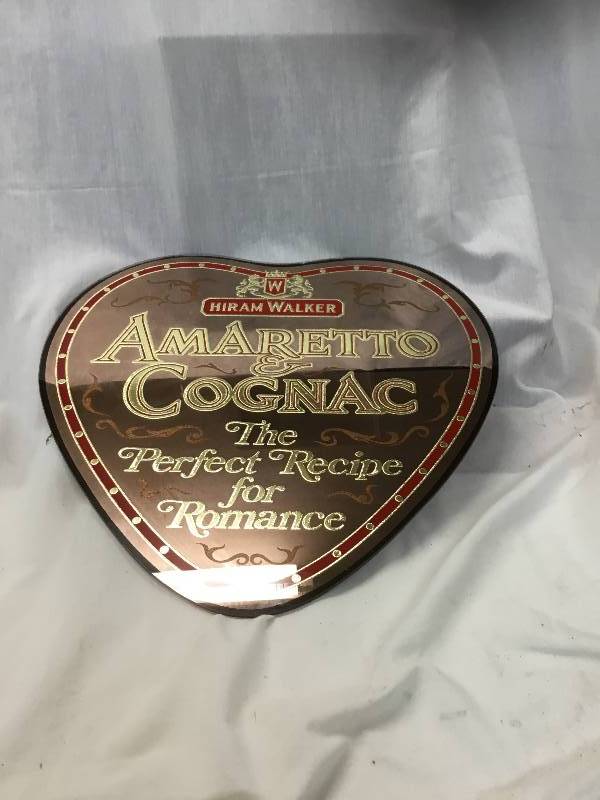 W
HIRAM WALKER
AMARETTO
&
COGNAC
The
Perfect Recipe
for
Romance